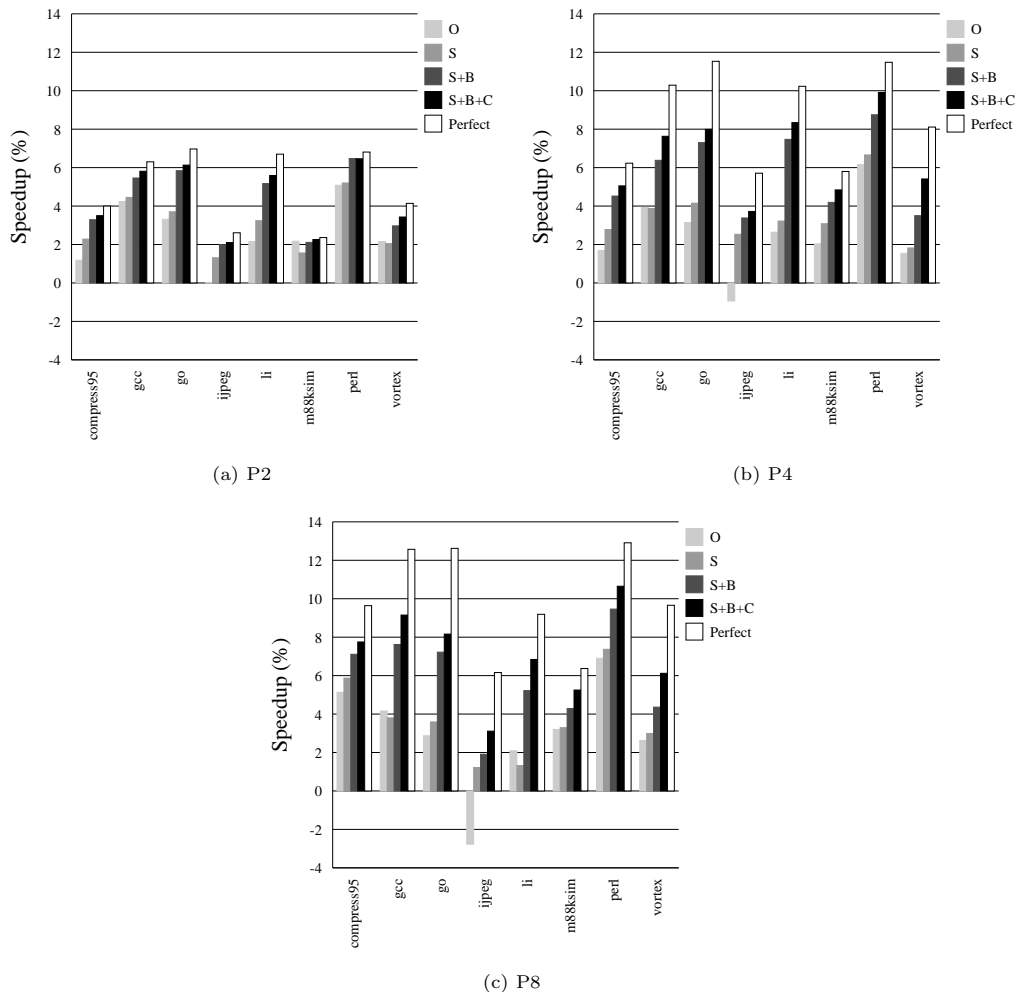 14
12
10
8
6
4
2
0
-2
-4
Speedup (%)
O
S
S+B
S+B+C
Perfect
compress95
gcc
go
ijpeg
li
m88ksim
perl
vortex
(a) P2
14
12
10
8
6
4
2
0
-2
-4
Speedup (%)
O
S
S+B
S+B+C
Perfect
compress95
gcc
go
ijpeg
li
m88ksim
perl
vortex
(b) P4
14
12
10
8
6
4
2
0
-2
-4
Speedup (%)
O
S
S+B
S+B+C
Perfect
compress95
gcc
go
ijpeg
li
m88ksim
perl
vortex
(c) P8